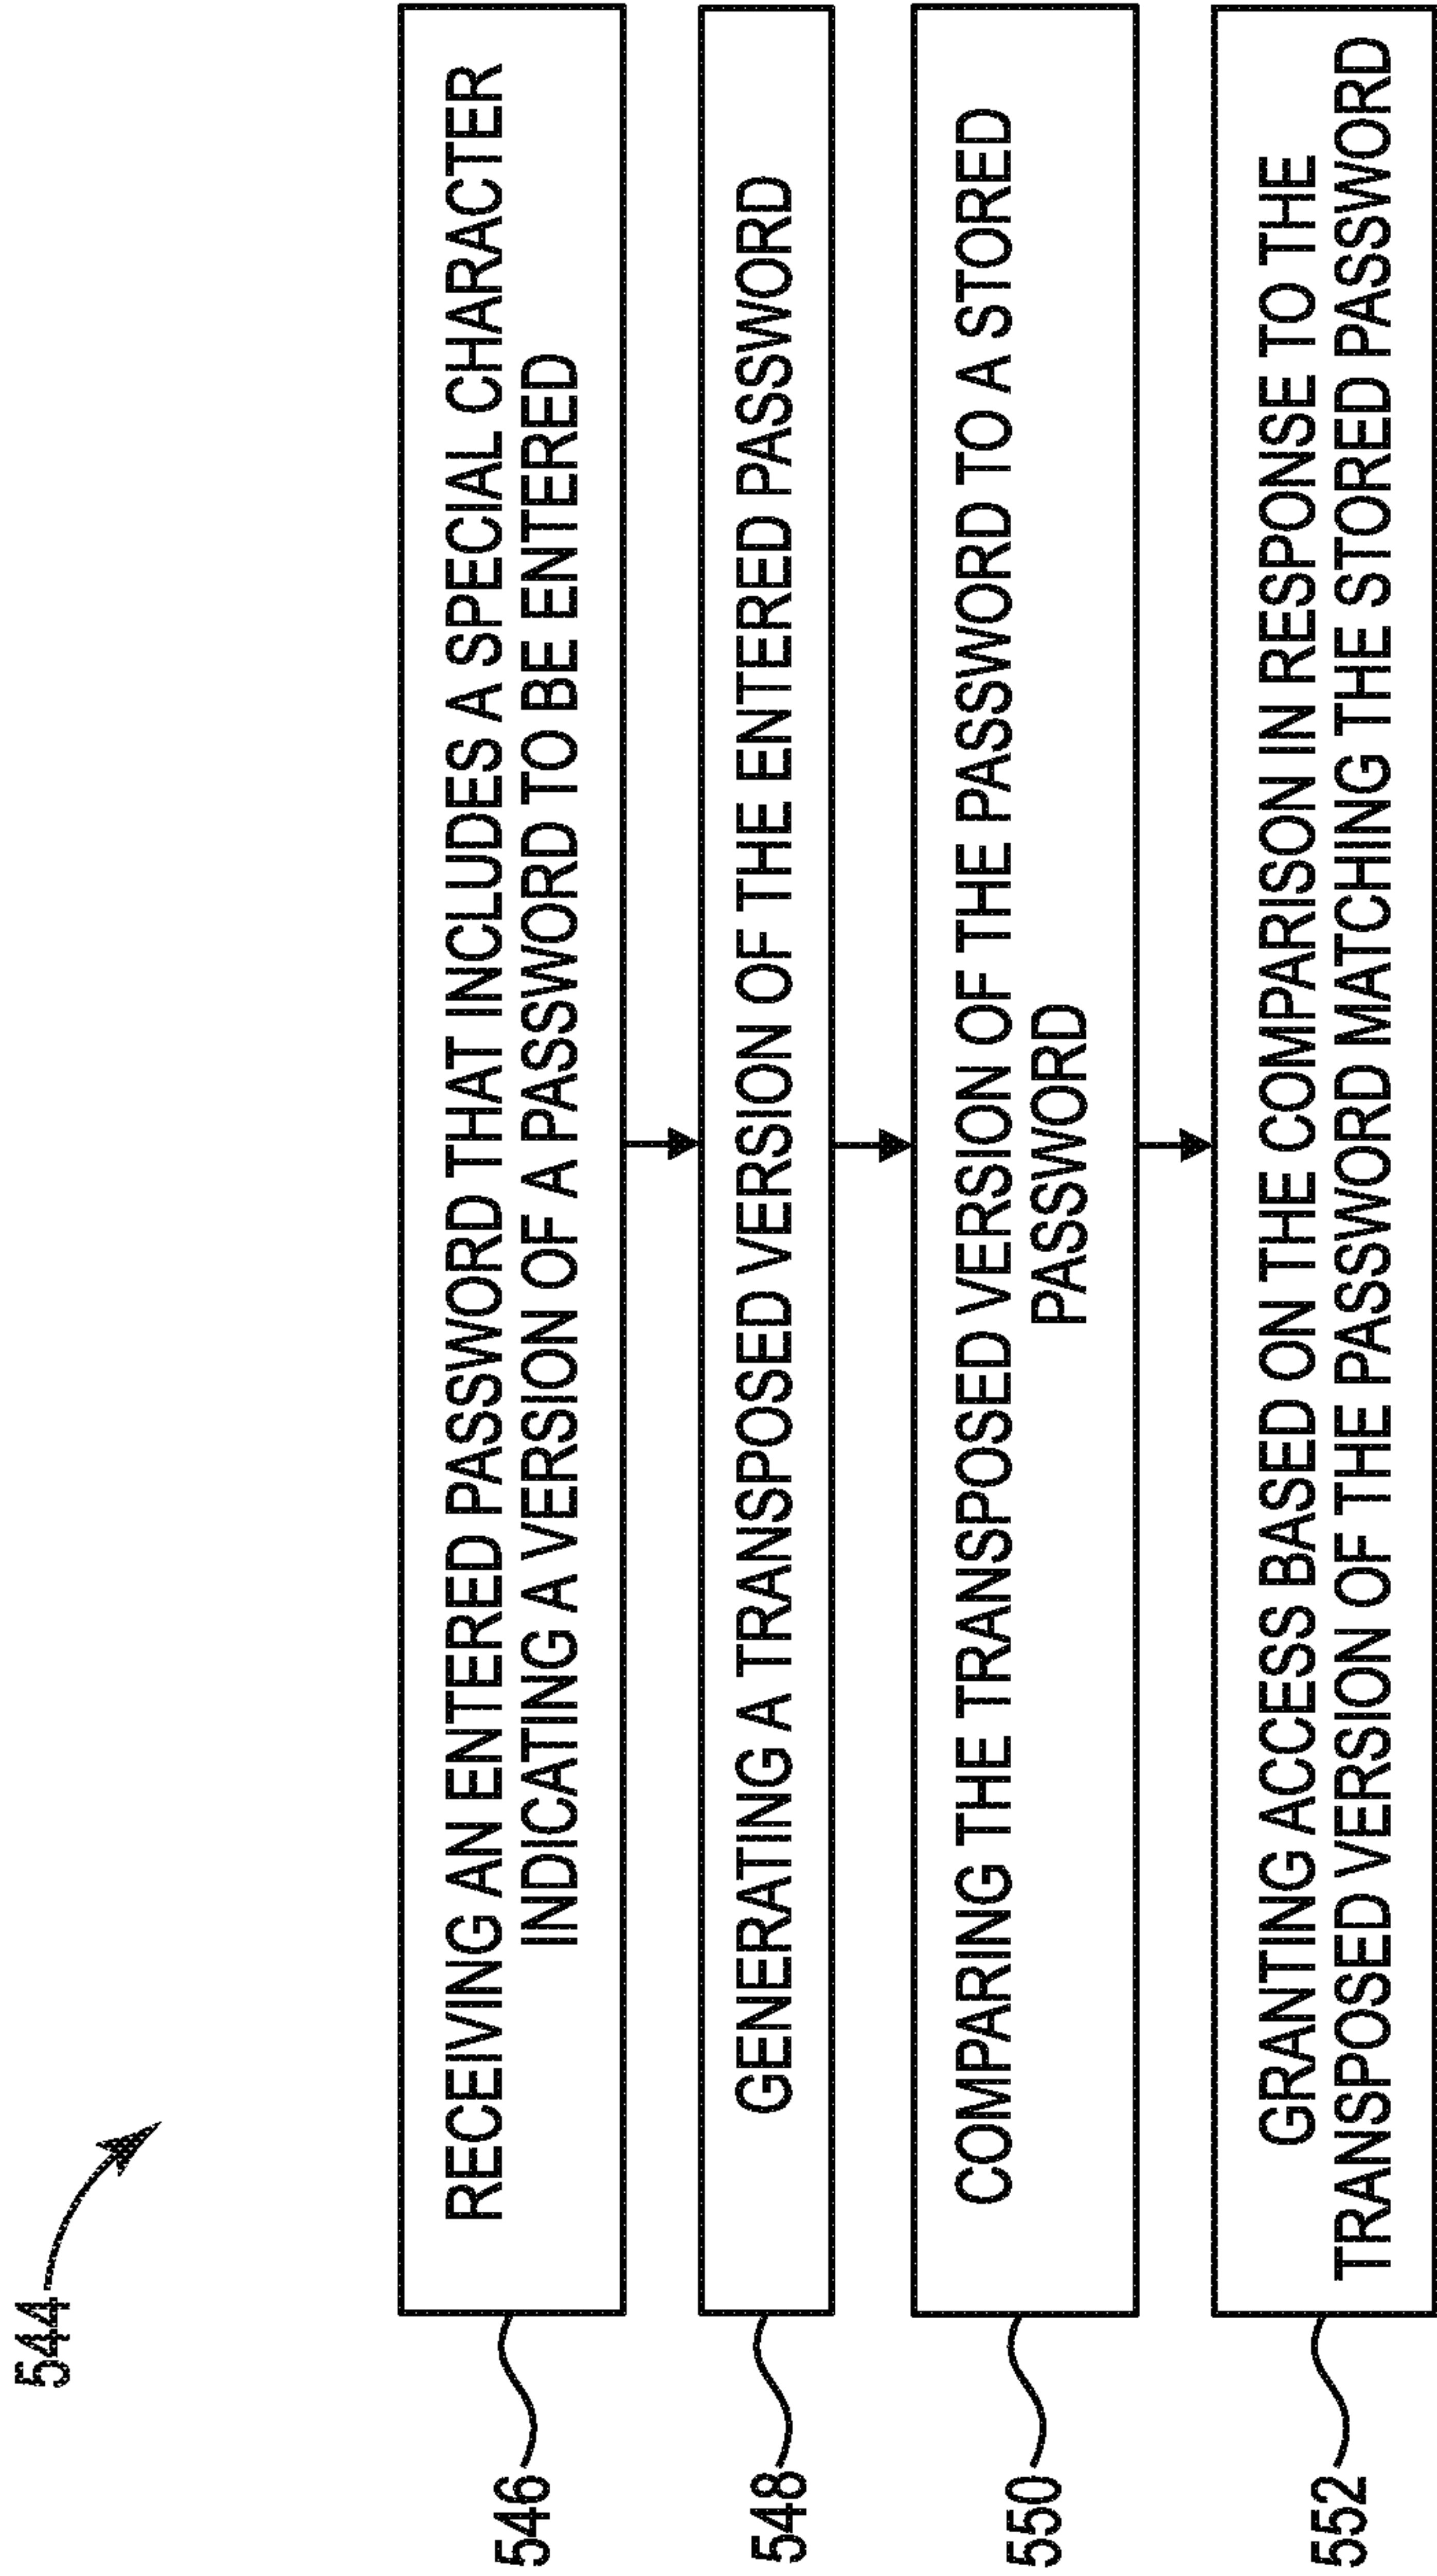 544
546
RECEIVING AN ENTERED PASSWORD THAT INCLUDES A SPECIAL CHARACTER
INDICATING A VERSION OF A PASSWORD TO BE ENTERED
548
GENERATING A TRANSPOSED VERSION OF THE ENTERED PASSWORD
550
COMPARING THE TRANSPOSED VERSION OF THE PASSWORD TO A STORED
PASSWORD
552
GRANTING ACCESS BASED ON THE COMPARISON IN RESPONSE TO THE
TRANSPOSED VERSION OF THE PASSWORD MATCHING THE STORED PASSWORD